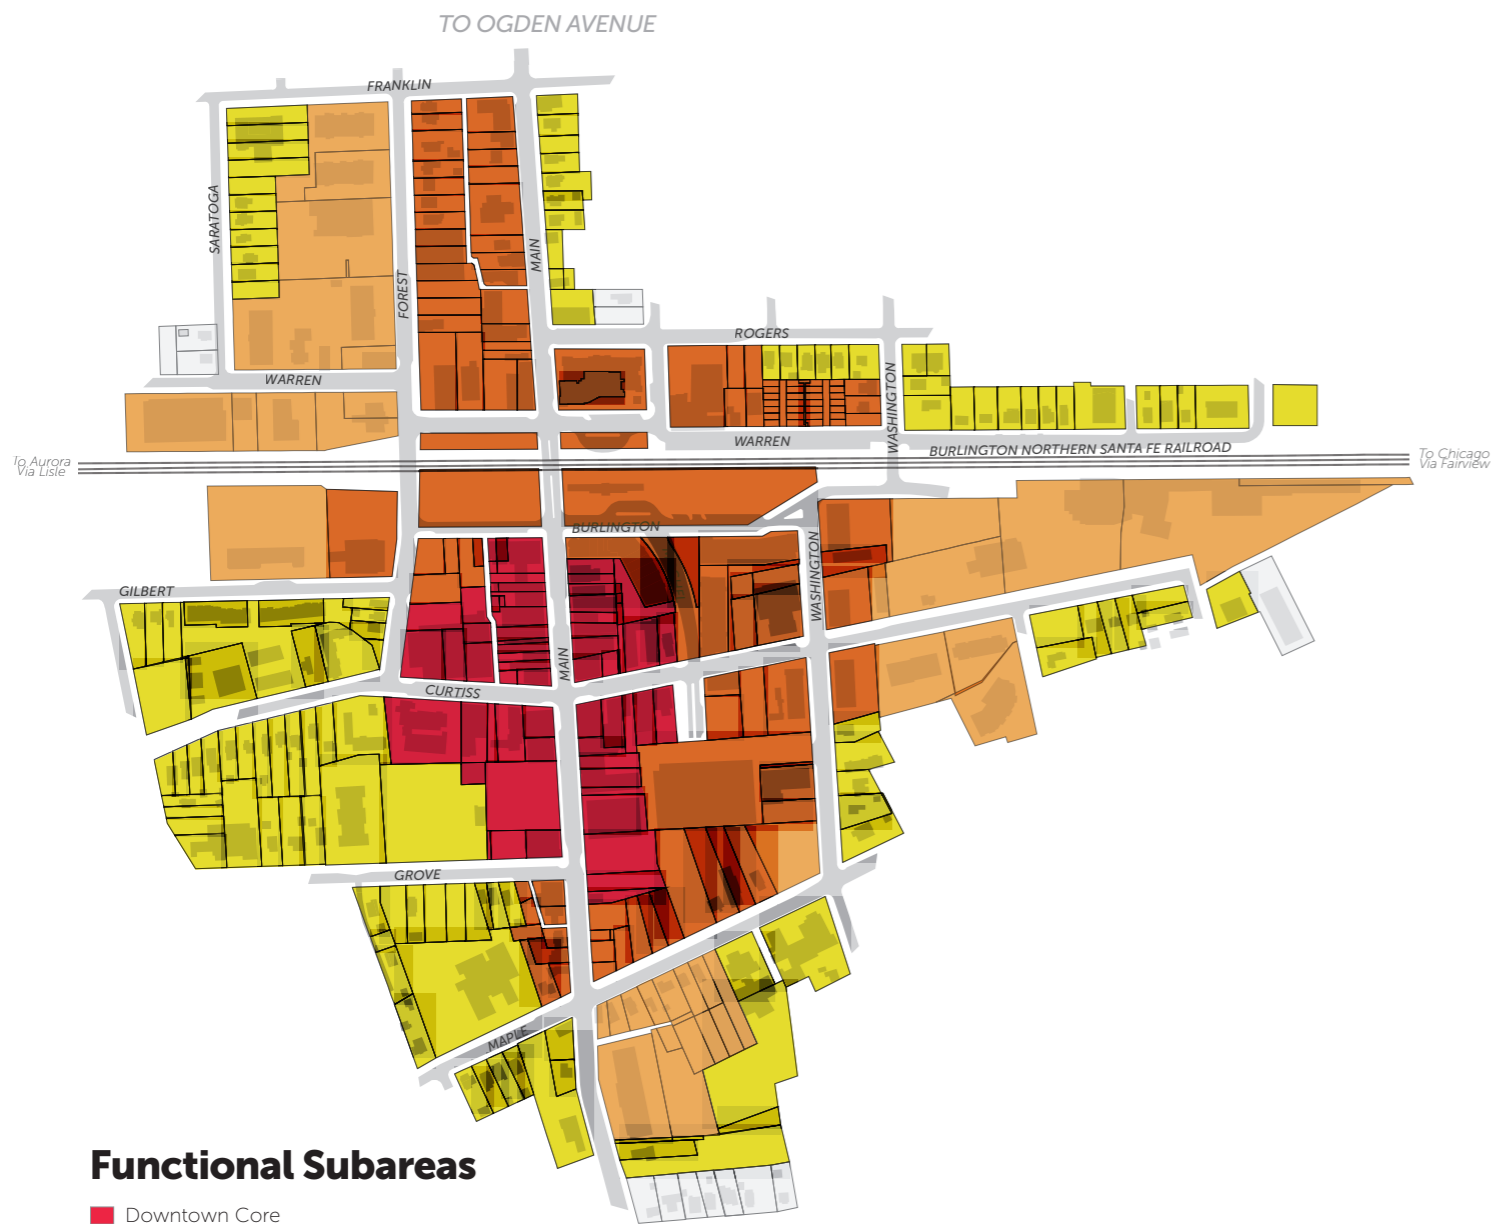 TO OGDEN AVENUE
FRANKLIN
SARATOGA
FOREST
MAIN
ROGERS
WARREN
WASHINGTON
WARREN
BURLINGTON NORTHERN SANTA FE RAILROAD
To Aurora
Via Lisle
To Chicago
Via Fairview
BURLINGTON
WASHINGTON
GILBERT
MAIN
CURTISS
GROVE
MAPLE
Functional Subareas
Downtown Core